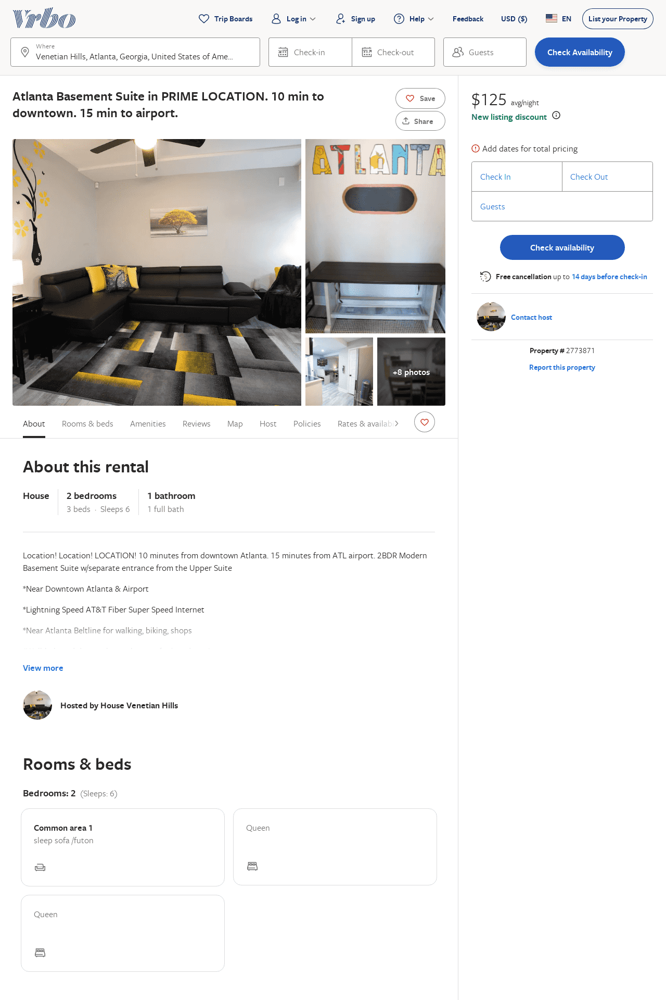 Vrbo
Trip Boards
Log in
Sign up
Help
Feedback
USD ($)
EN
List your Property
Where
Venetian Hills, Atlanta, Georgia, United States of Ame...
Check-in
Check-out
Guests
Check Availability
Atlanta Basement Suite in PRIME LOCATION. 10 min to
downtown. 15 min to airport.
Save
Share
ATLANTA
+8 photos
$125 avg/night
New listing discount
Add dates for total pricing
Check In
Check Out
Guests
Check availability
Free cancellation up to 14 days before check-in
Contact host
Property # 2773871
Report this property
About
Rooms & beds
Amenities
Reviews
Map
Host
Policies
Rates &
About this rental
House
2 bedrooms
3 beds · Sleeps 6
1 bathroom
1 full bath
Location! Location! LOCATION! 10 minutes from downtown Atlanta. 15 minutes from ATL airport. 2BDR Modern
Basement Suite w/separate entrance from the Upper Suite
*Near Downtown Atlanta & Airport
*Lightning Speed AT&T Fiber Super Speed Internet
*Near Atlanta Beltline for walking, biking, shops
View more
Hosted by House Venetian Hills
Rooms & beds
Bedrooms: 2 (Sleeps: 6)
Common area 1
sleep sofa /futon
Queen
Queen